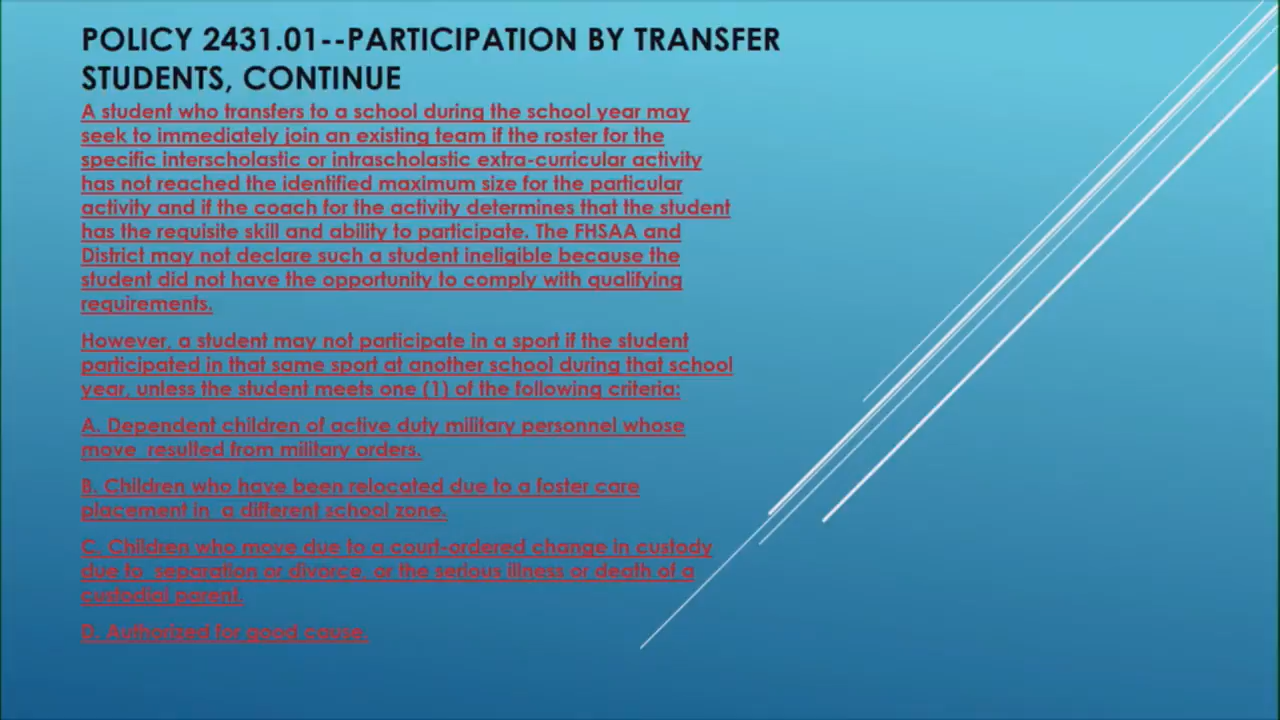 POLICY 2431.01--PARTICIPATION BY TRANSFER
STUDENTS, CONTINUE
A student who transfers to a school during the school year may
seek to immediately join an existing team if the roster for the
specific interscholastic or intrascholastic extra-curricular activity
has not reached the identified maximum size for the particular
activity and if the coach for the activity determines that the student
has the requisite skill and ability to participate. The FHSAA and
District may not declare such a student ineligible because the
student did not have the opportunity to comply with qualifying
requirements.
However, a student may not participate in a sport if the student
participated in that same sport at another school during that school
year, unless the student meets one (1) of the following criteria:
A. Dependent children of active duty military personnel whose
move resulted from military orders.
B. Children who have been relocated due to a foster care
placement in a different school zone.
C. Children who move due to a court-ordered change in custody
due to separation or divorce, or the serious illness or death of a
custodial parent.
D. Authorized for good cause.